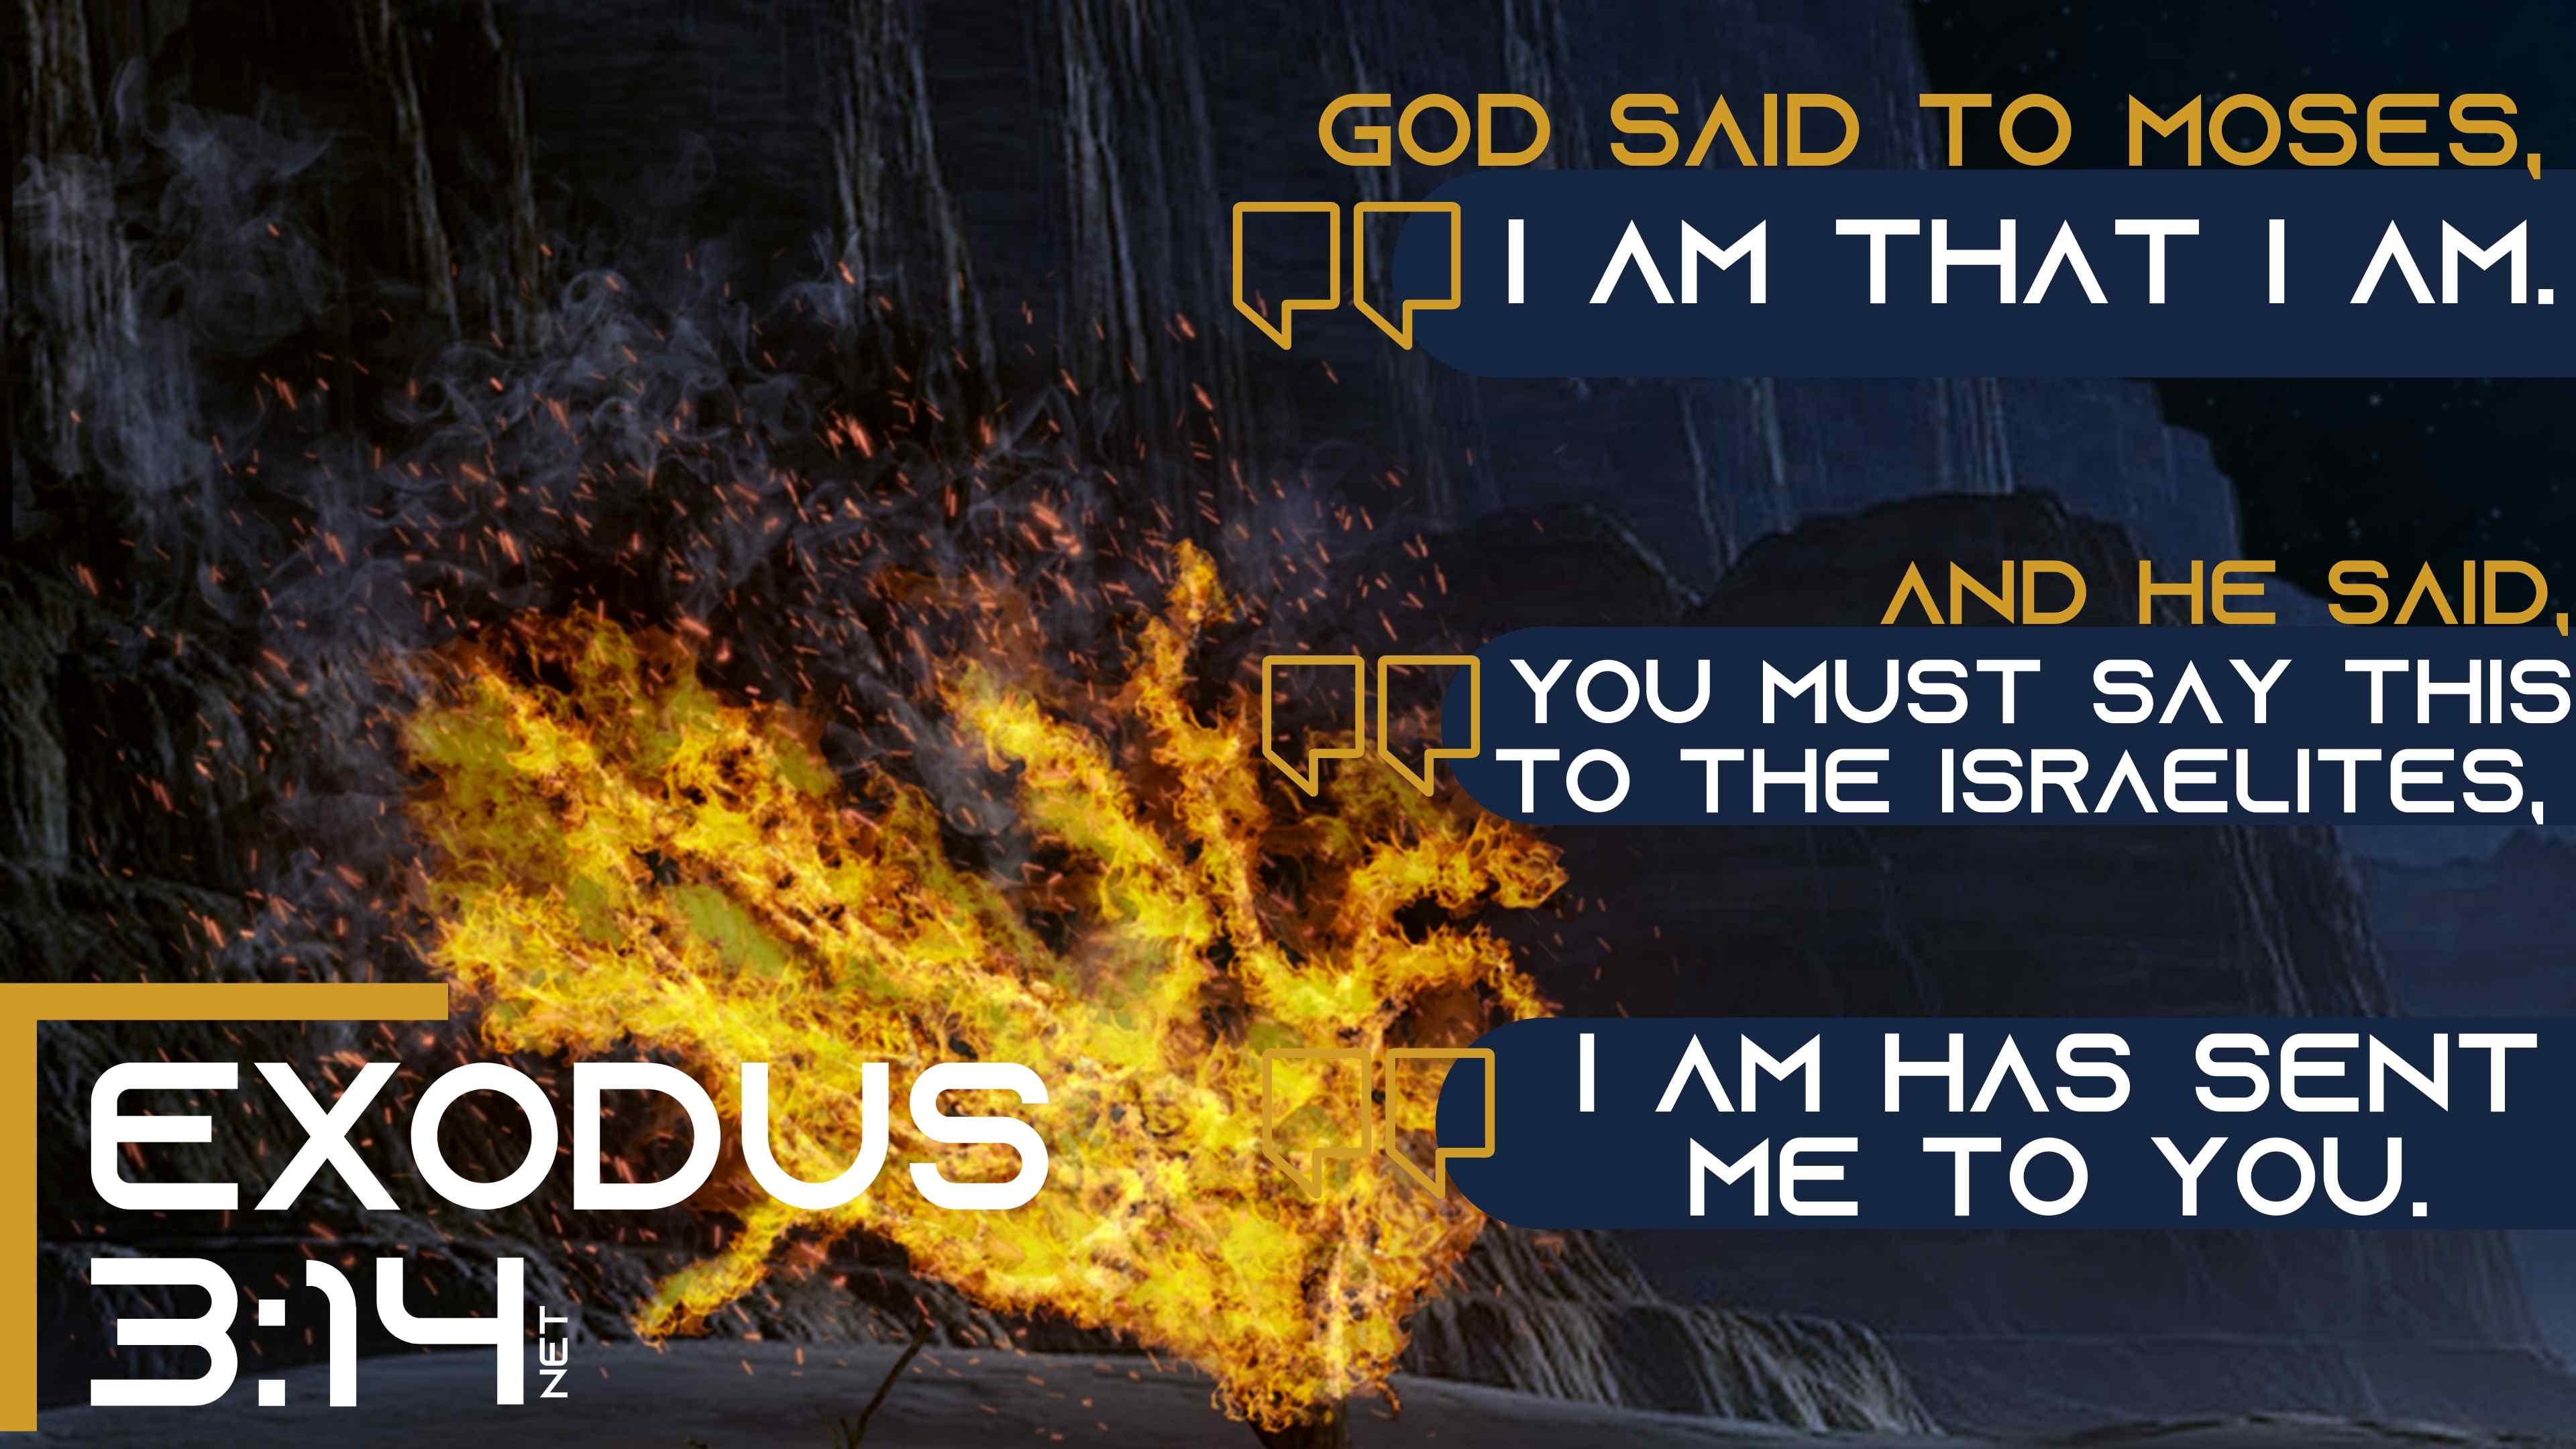 GOD SAID TO MOSES,
I AM THAT I AM.
AND HE SAID,
YOU MUST SAY THIS
TO THE ISRAELITES,
I AM HAS SENT
ME TO YOU.
EXODUS
3:14
NET